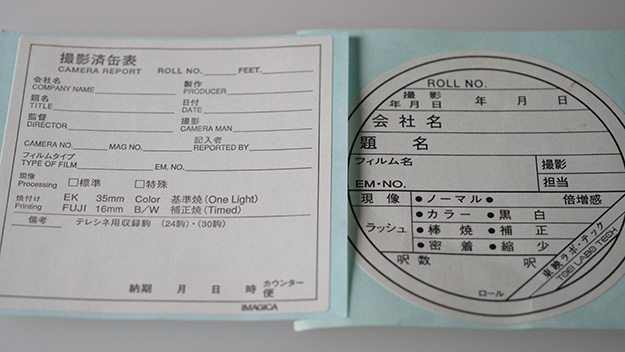 撮影済缶表
CAMERA REPORT ROLL NO. FEET.
会社名 製作
COMPANY NAME PRODUCER
題名 日付
TITLE DATE
監督 撮影
DIRECTOR CAMERA MAN
記入者
CAMERA NO. MAG NO. REPORTED BY
フィルムタイプ
TYPE OF FILM EM. NO.
現像
Processing □標準 □特殊
焼付け EK 35mm Color 基準焼 (One Light)
Printing FUJI 16mm B/W 補正焼 (Timed)
備考 テレシネ用収録駒 (24駒)・(30駒)
納期 月 日 時 カウンター
便
IMAGICA
ROLL NO.
撮影
年月日 年 月 日
会社名
題名
フィルム名 撮影
EM・NO. 担当
現像 ●ノーマル● 倍増感
ラッシュ ●カラー ●黒白
●棒焼 ●補正
●密着 ●縮少
呎数 呎
ロール
東映ラボ・テック
TOEI LABO TECH